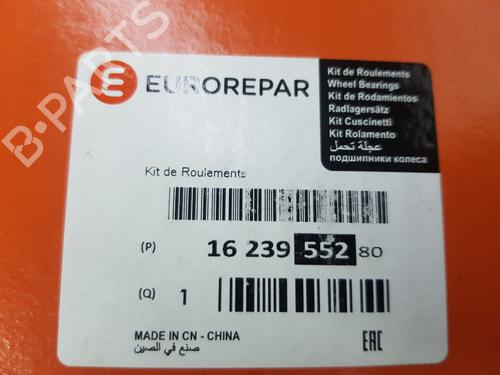 EUROREPAR
Kit de Roulements
Wheel Bearings
Kit de Rodamientos
Radlagersätz
Kit Cuscinetti
Kit Rolamento
عجلة تحمل
подшипники колеса
Kit de Roulements
(P) 16 239 552 80
(Q) 1
MADE IN CN - CHINA
صنع في الصين
EAC
B-PARTS